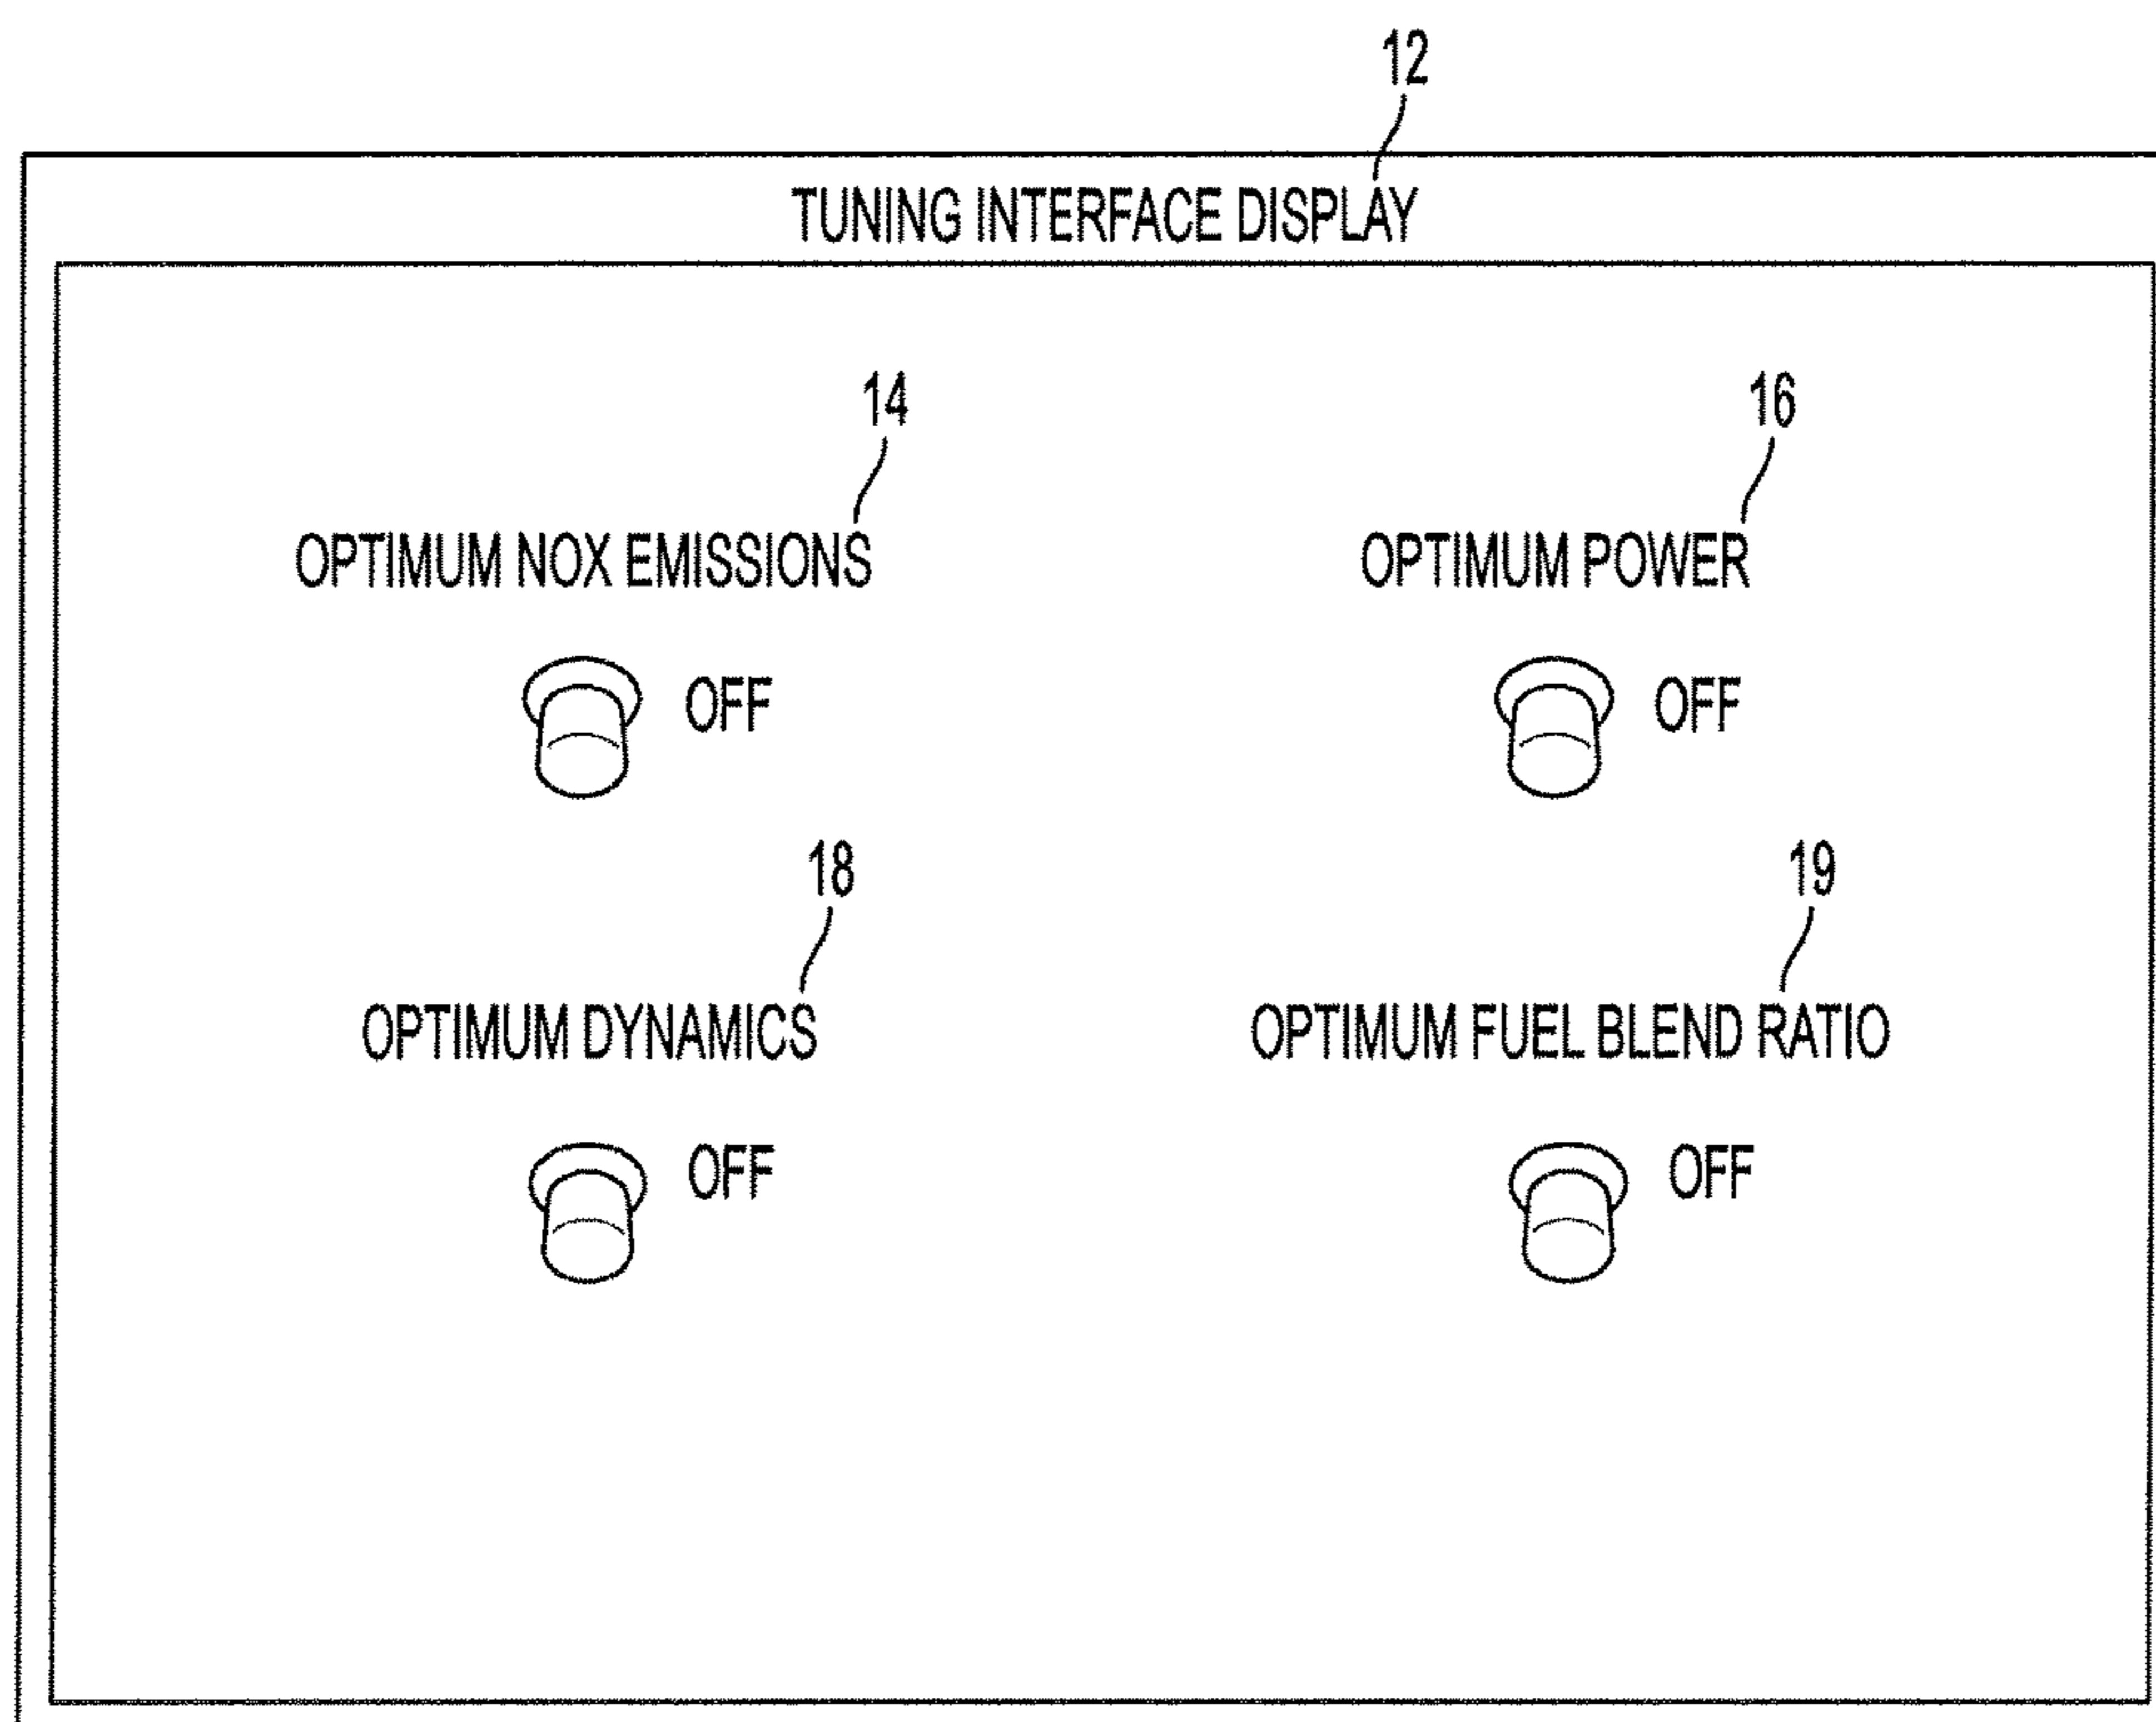 12
TUNING INTERFACE DISPLAY
14
16
OPTIMUM NOX EMISSIONS
OPTIMUM POWER
OFF
OFF
18
19
OPTIMUM DYNAMICS
OPTIMUM FUEL BLEND RATIO
OFF
OFF